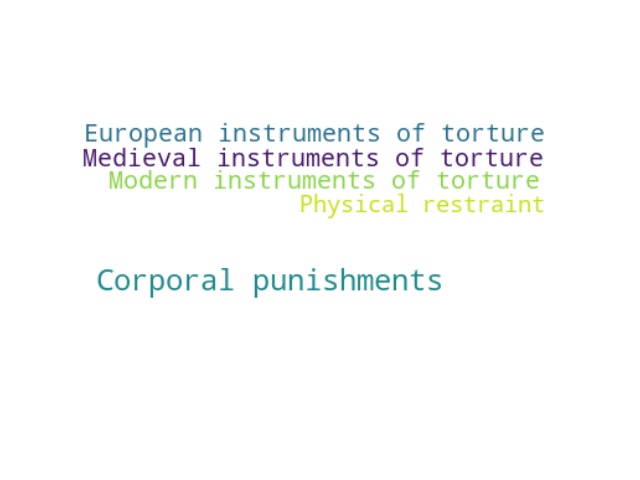 European instruments of torture
Medieval instruments of torture
Modern instruments of torture
Physical restraint
Corporal punishments